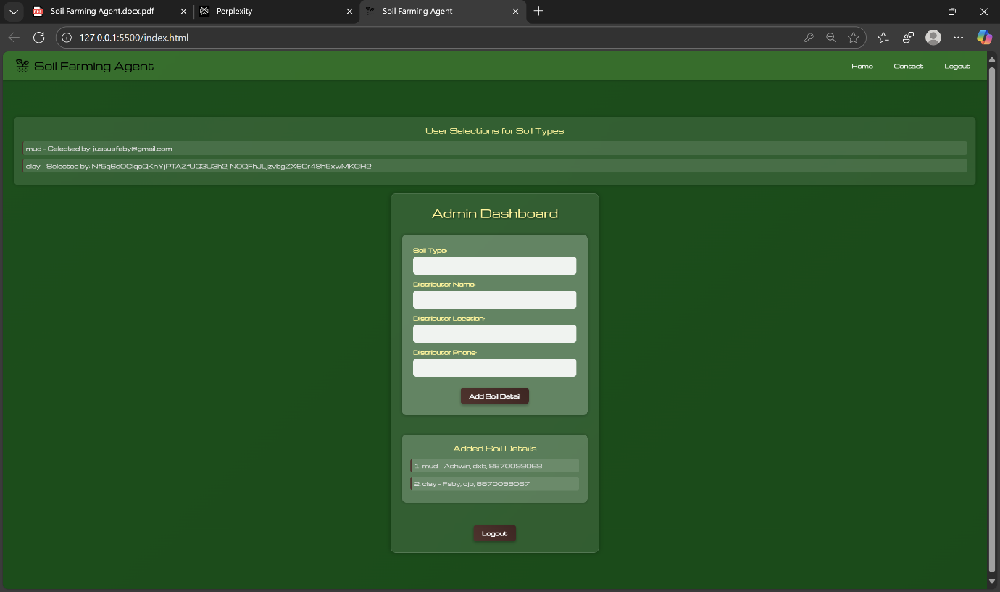 Soil Farming Agent.docx.pdf
Perplexity
Soil Farming Agent
127.0.0.1:5500/index.html
Soil Farming Agent
Home
Contact
Logout
User Selections for Soil Types
mud - Selected by: justusfaby@gmail.com
clay - Selected by:
Admin Dashboard
Soil Type:
Distributor Name:
Distributor Location:
Distributor Phone:
Add Soil Detail
Added Soil Details
1. mud - Ashwin, dxb, 8870099068
2. clay - Faby, cjb, 8870099067
Logout